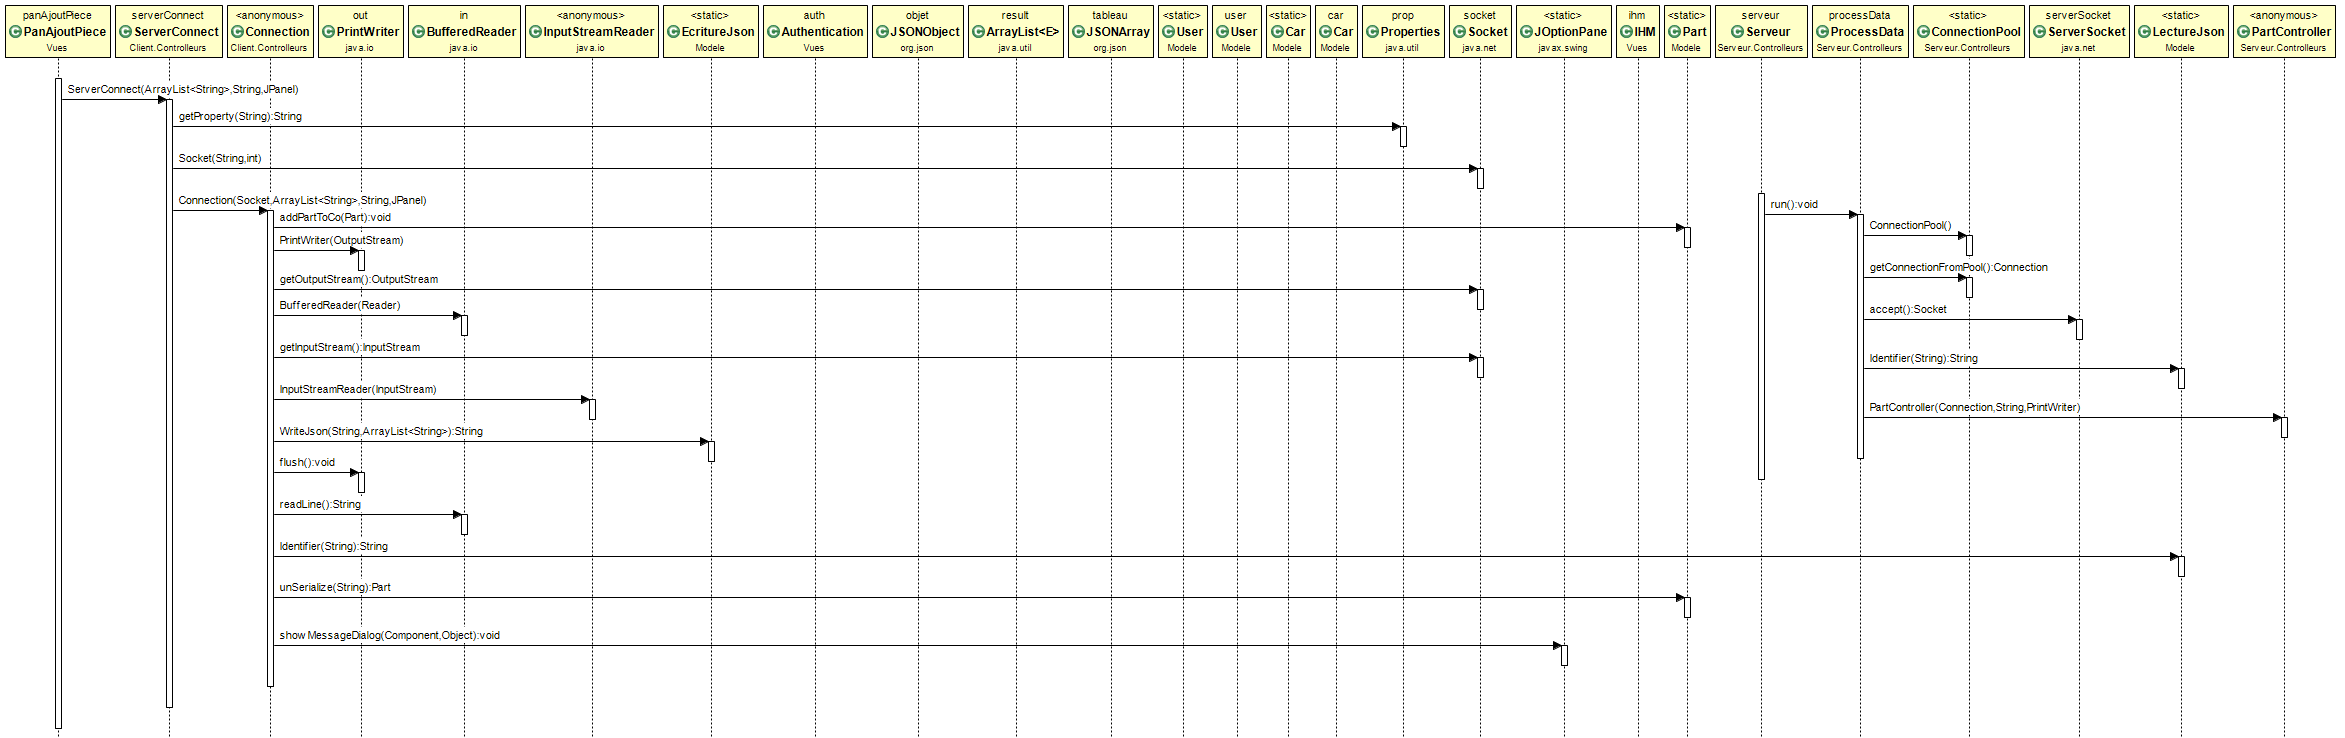 panAjoutPiece
PanAjoutPiece
Vues
serverConnect
ServerConnect
Client.Controlleurs
<anonymous>
Connection
Client.Controlleurs
out
PrintWriter
java.io
in
BufferedReader
java.io
<anonymous>
InputStreamReader
java.io
<static>
EcritureJson
Modele
auth
Authentication
Vues
objet
JSONObject
org.json
result
ArrayList<E>
java.util
tableau
JSONArray
org.json
<static>
User
Modele
user
User
Modele
<static>
Car
Modele
car
Car
Modele
prop
Properties
java.util
socket
Socket
java.net
<static>
JOptionPane
javax.swing
ihm
IHM
Vues
<static>
Part
Modele
serveur
Serveur
Serveur.Controlleurs
processData
ProcessData
Serveur.Controlleurs
<static>
ConnectionPool
Serveur.Controlleurs
serverSocket
ServerSocket
java.net
<static>
LectureJson
Modele
<anonymous>
PartController
Serveur.Controlleurs
ServerConnect(ArrayList<String>,String,JPanel)
getProperty(String):String
Socket(String,int)
Connection(Socket,ArrayList<String>,String,JPanel)
addPartToCo(Part):void
PrintWriter(OutputStream)
getOutputStream():OutputStream
BufferedReader(Reader)
getInputStream():InputStream
InputStreamReader(InputStream)
WriteJson(String,ArrayList<String>):String
flush():void
readLine():String
Identifier(String):String
unSerialize(String):Part
showMessageDialog(Component,Object):void
run():void
ConnectionPool()
getConnectionFromPool():Connection
accept():Socket
Identifier(String):String
PartController(Connection,String,PrintWriter)